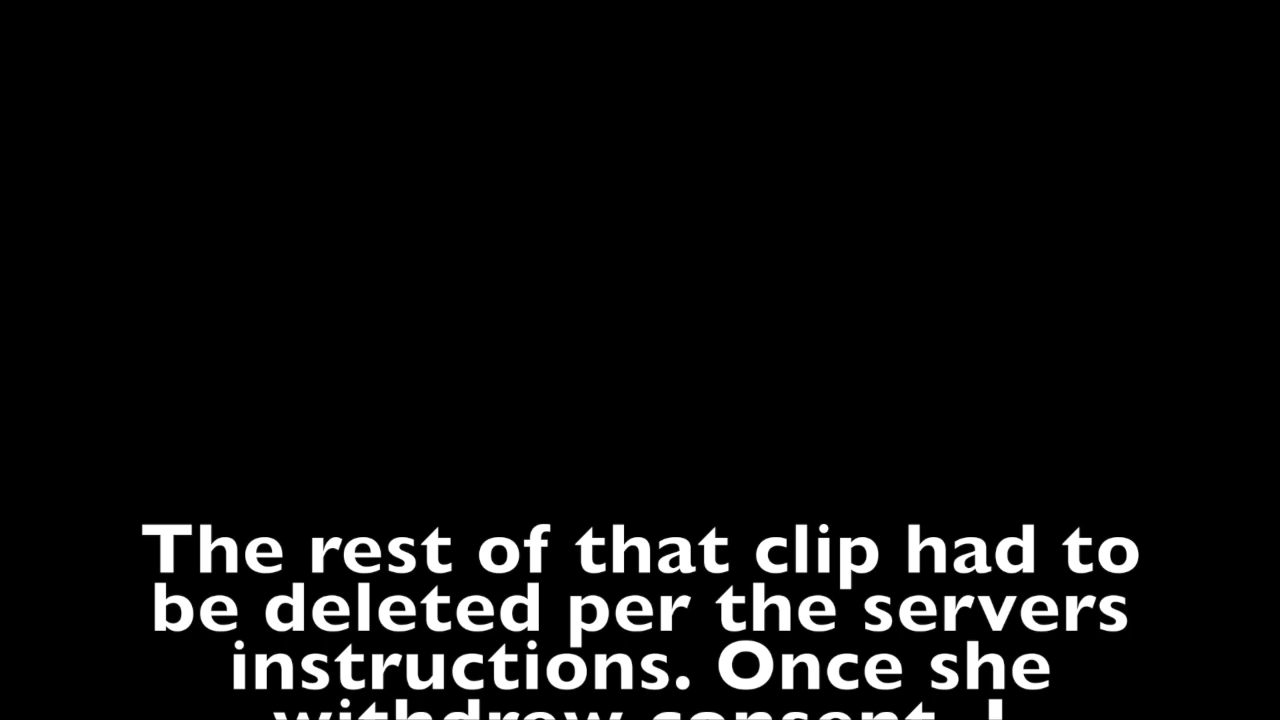 The rest of that clip had to
be deleted per the servers
instructions. Once she
withdrew consent, I